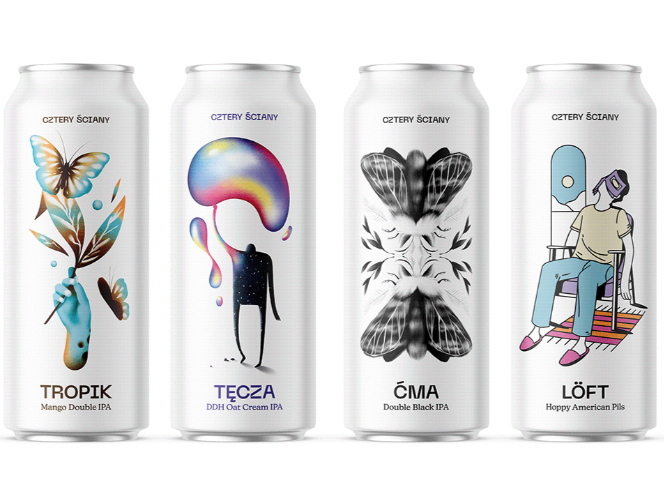 CZTERY ŚCIANY
TROPIK
Mango Double IPA
CZTERY ŚCIANY
TĘCZA
DDH Oat Cream IPA
CZTERY ŚCIANY
ĆMA
Double Black IPA
CZTERY ŚCIANY
LÖFT
Hoppy American Pils